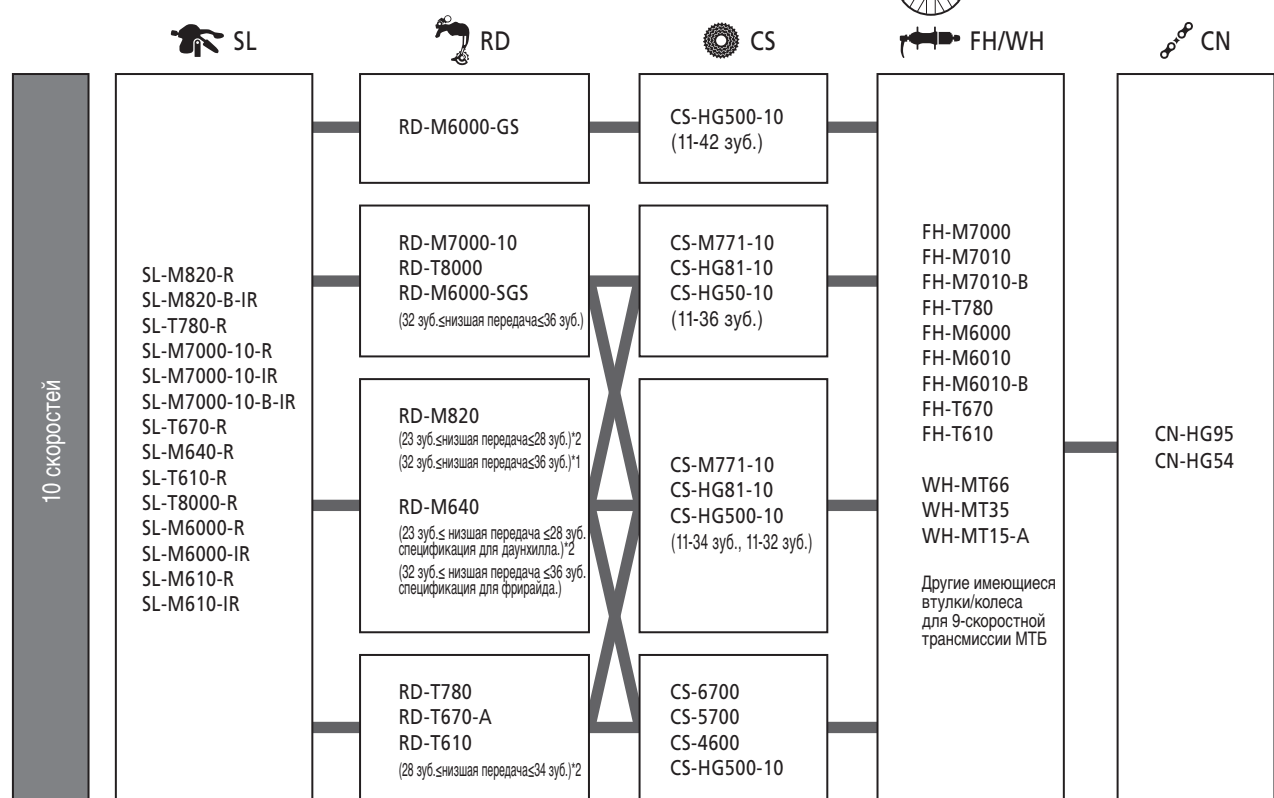 SL
RD
CS
FH/WH
CN
10 скоростей
SL-M820-R
SL-M820-B-IR
SL-T780-R
SL-M7000-10-R
SL-M7000-10-IR
SL-M7000-10-B-IR
SL-T670-R
SL-M640-R
SL-T610-R
SL-T8000-R
SL-M6000-R
SL-M6000-IR
SL-M610-R
SL-M610-IR
RD-M6000-GS
RD-M7000-10
RD-T8000
RD-M6000-SGS
(32 зуб.≤низшая передача≤36 зуб.)
RD-M820
(23 зуб.≤низшая передача≤28 зуб.)*2
(32 зуб.≤низшая передача≤36 зуб.)*1
RD-M640
(23 зуб.≤ низшая передача ≤28 зуб.
спецификация для даунхилла.)*2
(32 зуб.≤ низшая передача ≤36 зуб.
спецификация для фрирайда.)
RD-T780
RD-T670-A
RD-T610
(28 зуб.≤низшая передача≤34 зуб.)*2
CS-HG500-10
(11-42 зуб.)
CS-M771-10
CS-HG81-10
CS-HG50-10
(11-36 зуб.)
CS-M771-10
CS-HG81-10
CS-HG500-10
(11-34 зуб., 11-32 зуб.)
CS-6700
CS-5700
CS-4600
CS-HG500-10
FH-M7000
FH-M7010
FH-M7010-B
FH-T780
FH-M6000
FH-M6010
FH-M6010-B
FH-T670
FH-T610
WH-MT66
WH-MT35
WH-MT15-A
Другие имеющиеся
втулки/колеса
для 9-скоростной
трансмиссии МТБ
CN-HG95
CN-HG54